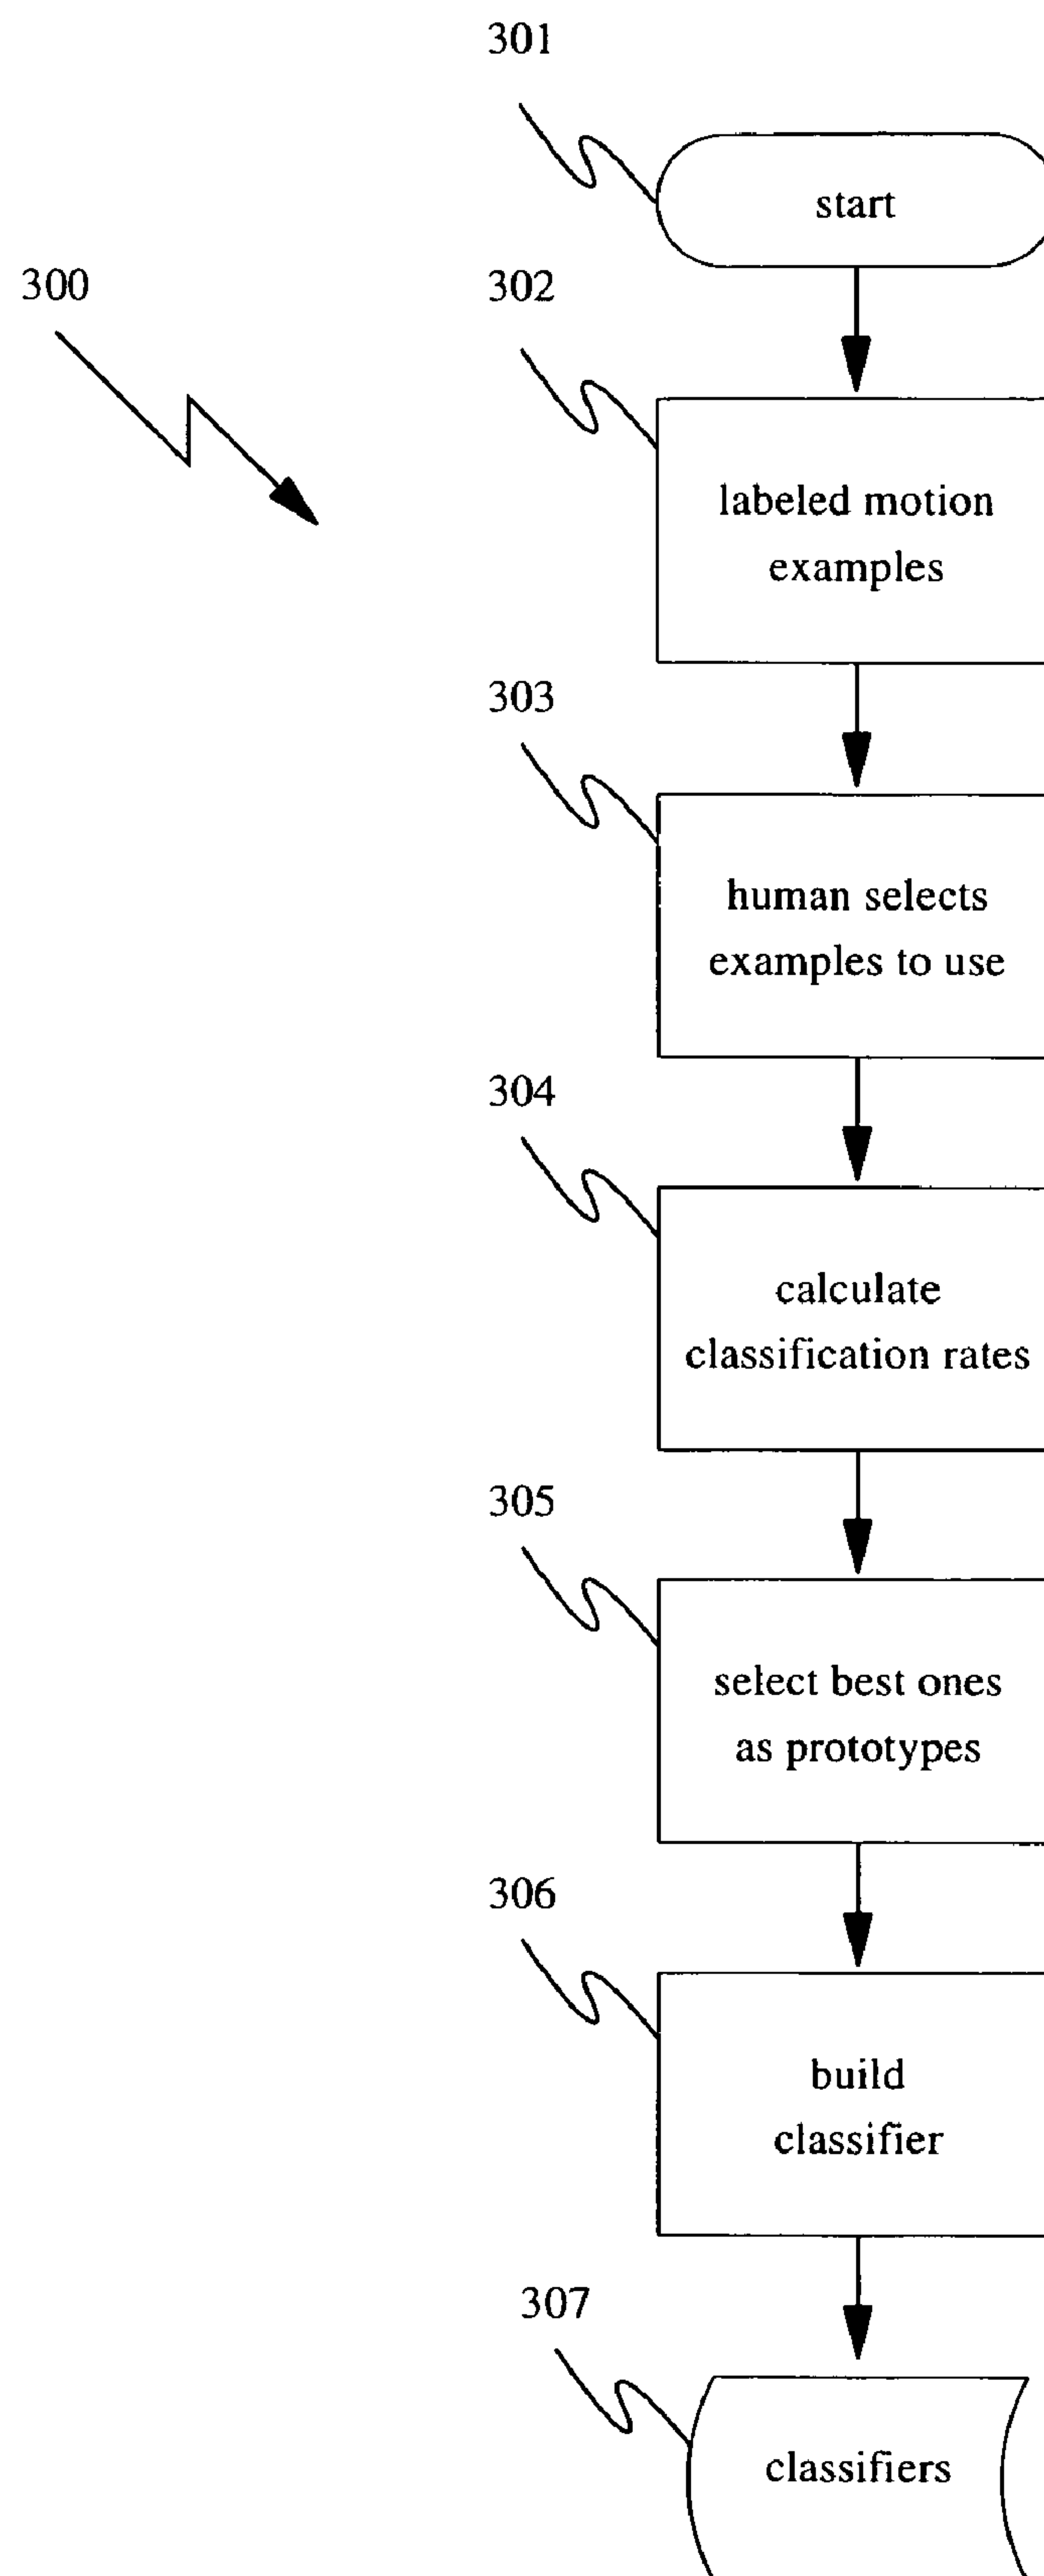 301
start
300
302
labeled motion
examples
303
human selects
examples to use
304
calculate
classification rates
305
select best ones
as prototypes
306
build
classifier
307
classifiers